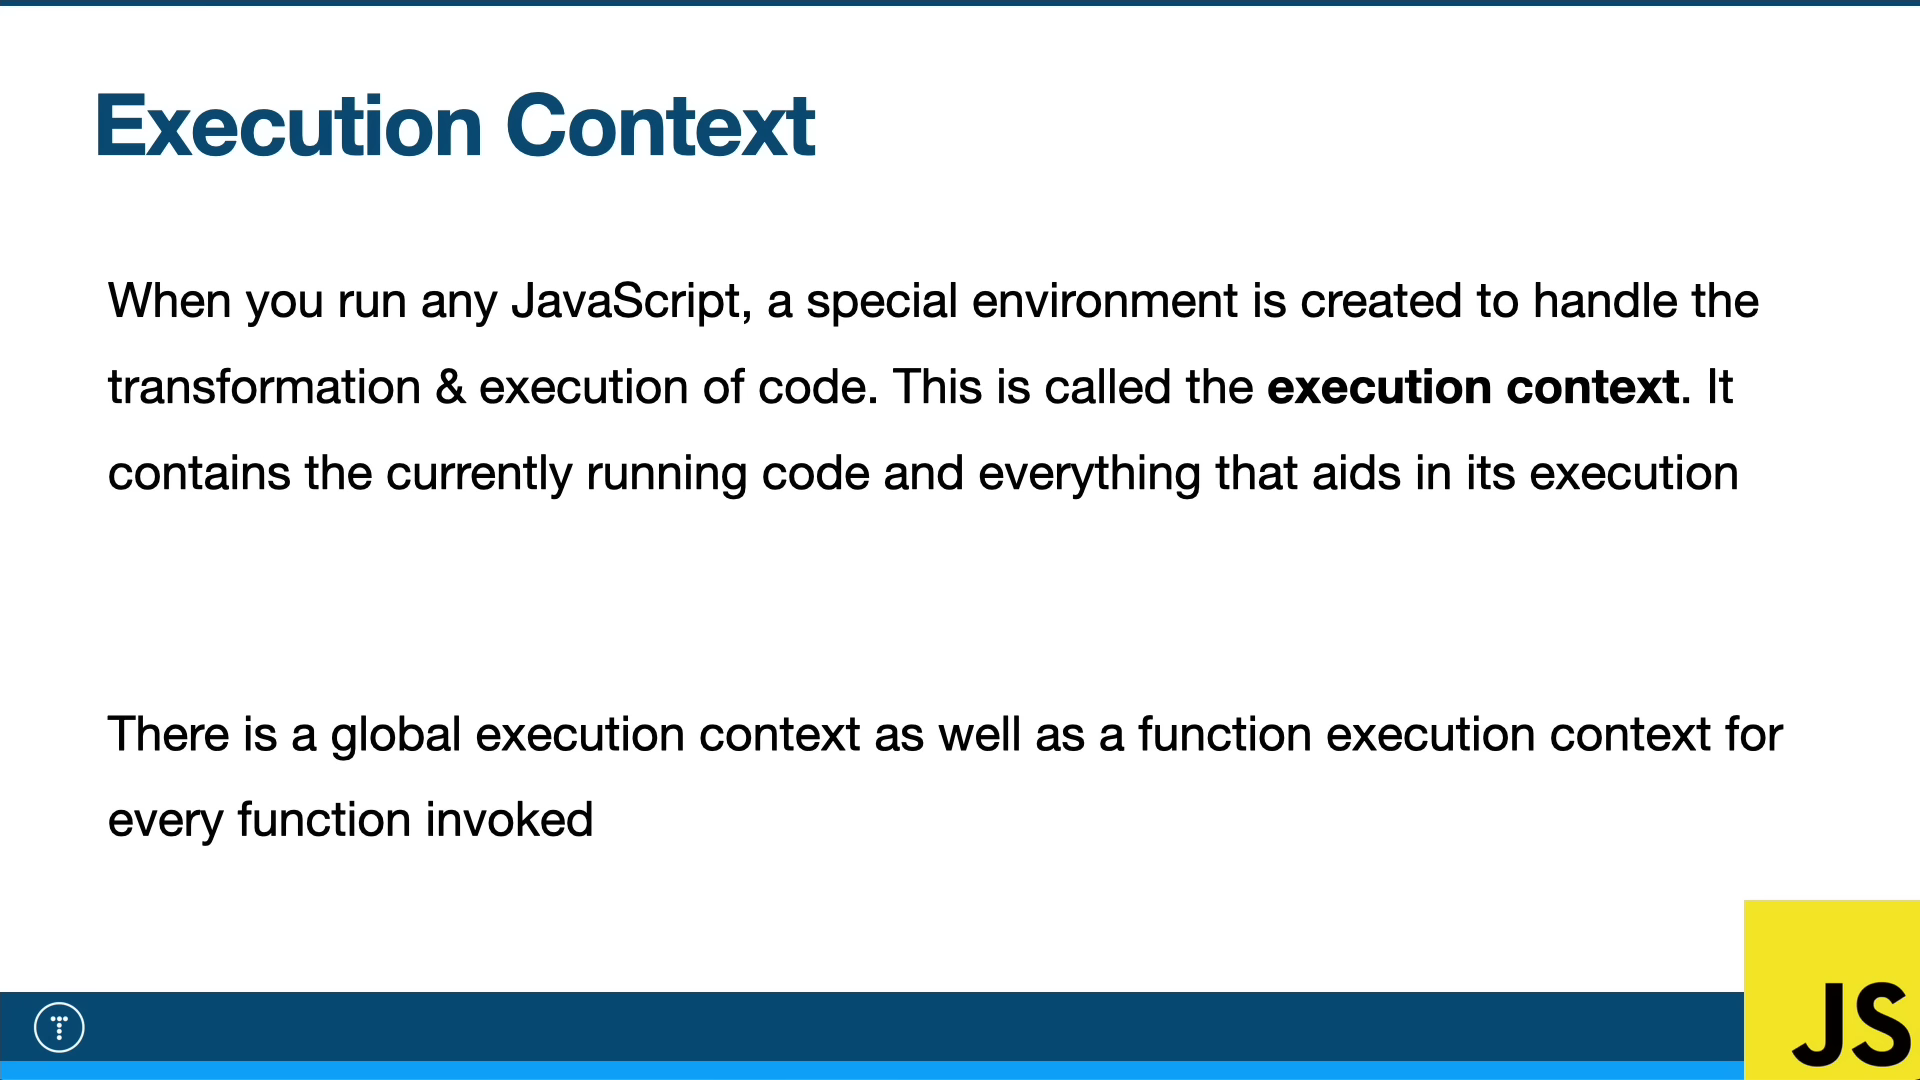 Execution Context
When you run any JavaScript, a special environment is created to handle the
transformation & execution of code. This is called the execution context. It
contains the currently running code and everything that aids in its execution
There is a global execution context as well as a function execution context for
every function invoked
T
JS